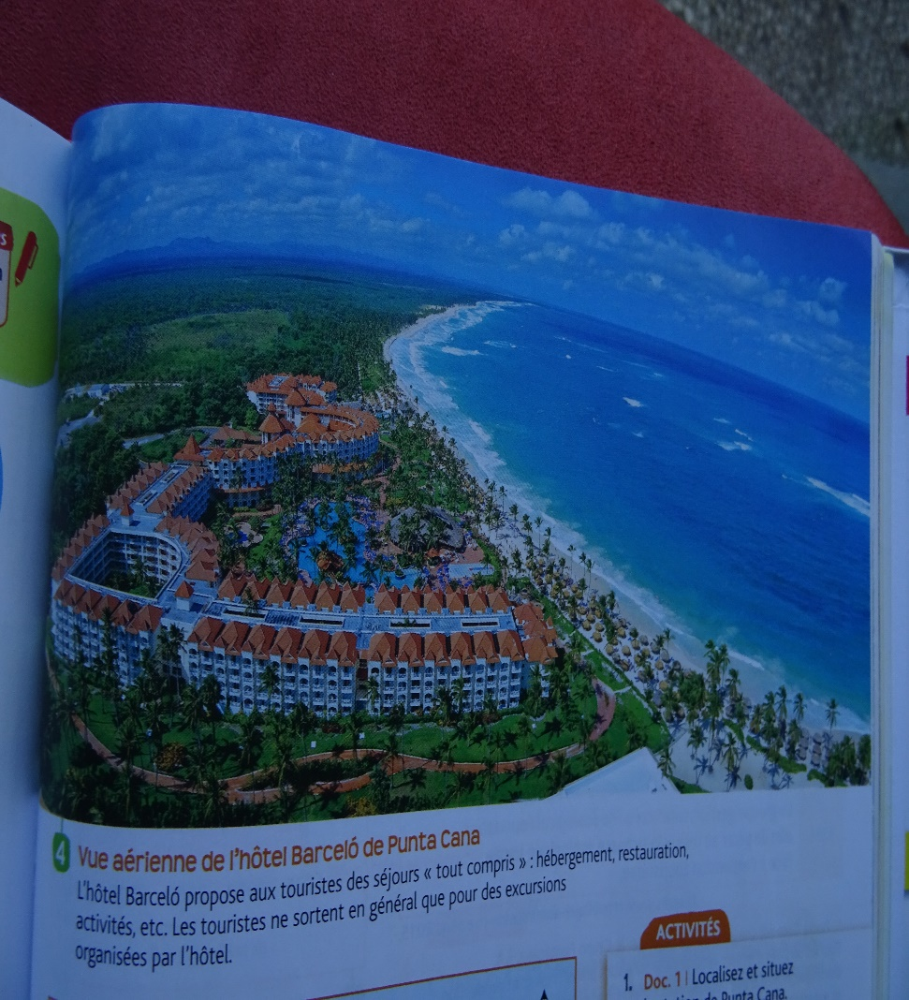 4 Vue aérienne de l'hôtel Barceló de Punta Cana
L'hôtel Barceló propose aux touristes des séjours « tout compris » : hébergement, restauration,
activités, etc. Les touristes ne sortent en général que pour des excursions
organisées par l'hôtel.
ACTIVITÉS
1. Doc. 1 | Localisez et situez
de Punta Cana.